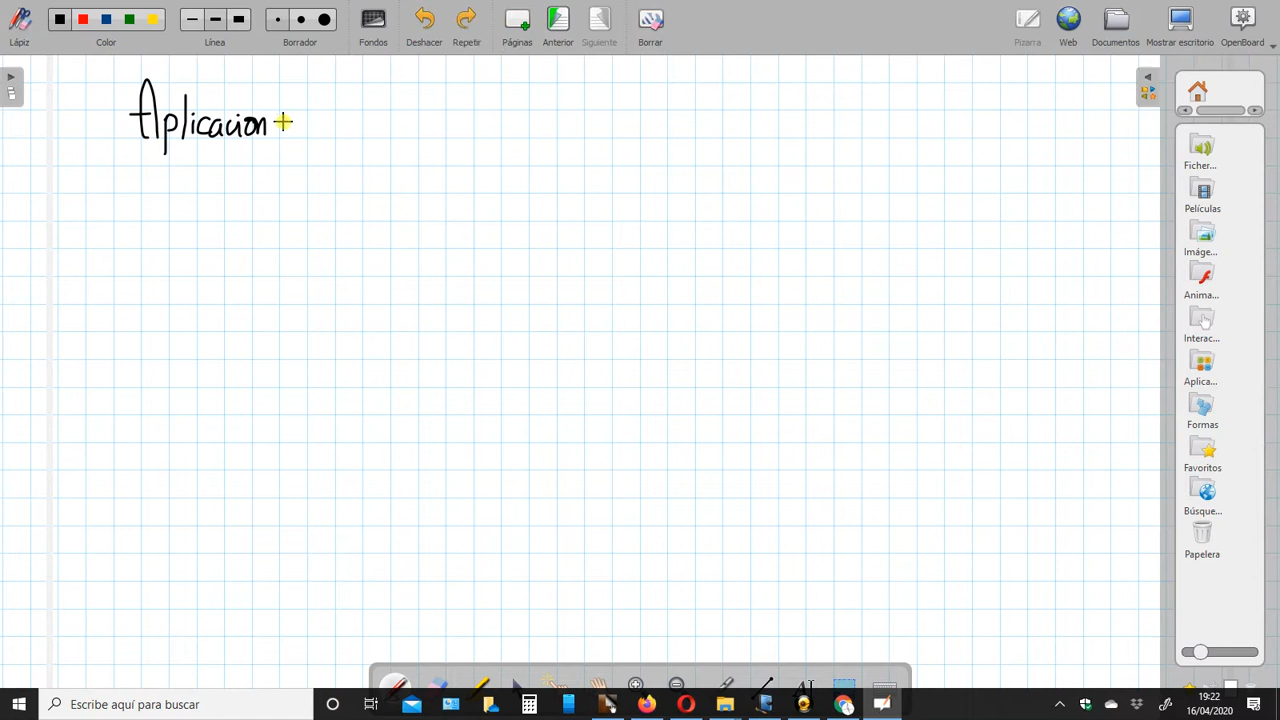 Lápiz Color Línea Borrador Fondos Deshacer Repetir Páginas Anterior Siguiente Borrar Pizarra Web Documentos Mostrar escritorio OpenBoard
Aplicacion
Ficher...
Películas
Imáge...
Anima...
Interac...
Aplica...
Formas
Favoritos
Búsque...
Papelera
Escribe aquí para buscar
19:22
16/04/2020